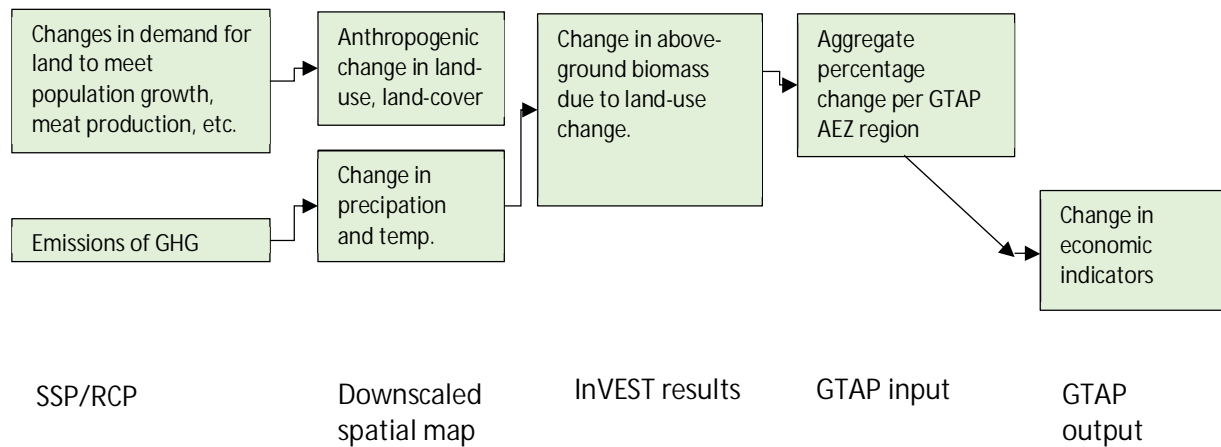 Changes in demand for
land to meet
population growth,
meat production, etc.
Anthropogenic
change in land-
use, land-cover
Change in above-
ground biomass
due to land-use
change.
Aggregate
percentage
change per GTAP
AEZ region
Emissions of GHG
Change in
precipation
and temp.
Change in
economic
indicators
SSP/RCP
Downscaled
spatial map
InVEST results
GTAP input
GTAP
output